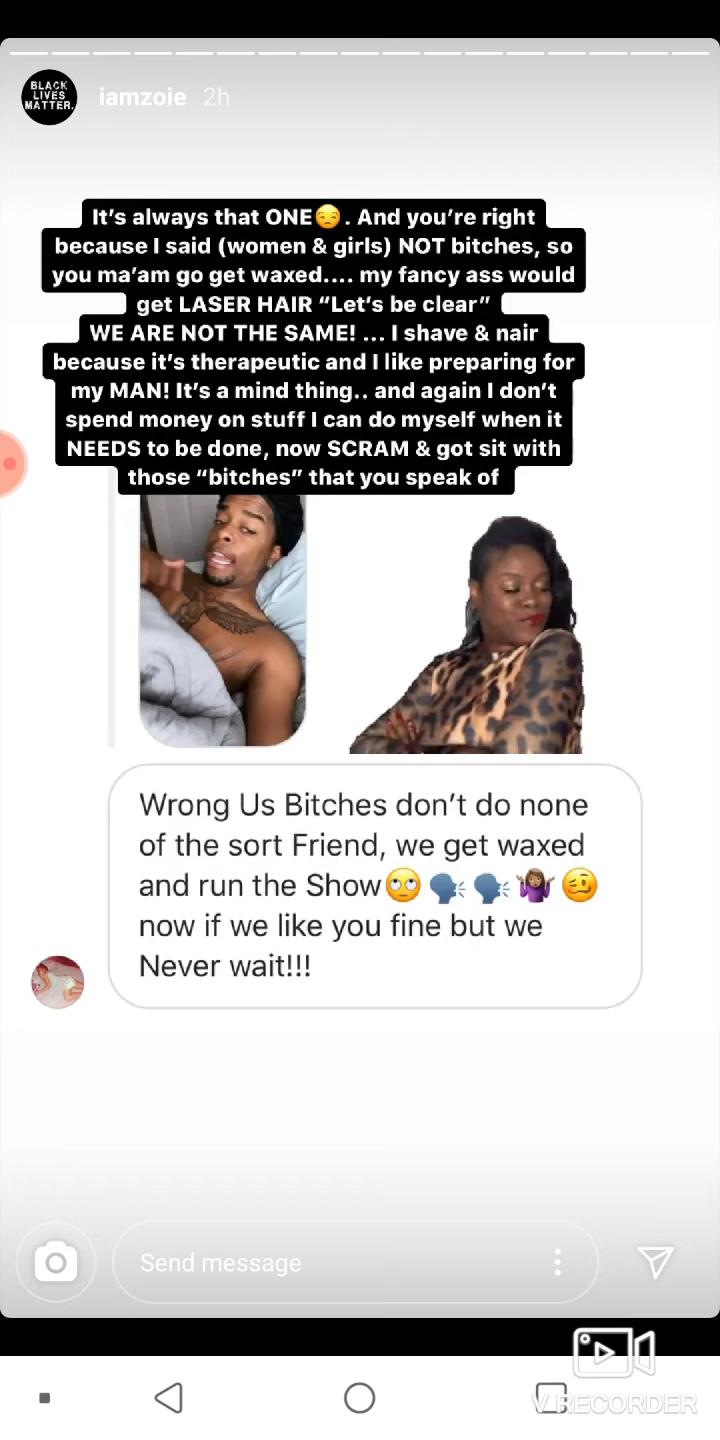 BLACK
LIVES
MATTER.
iamzoie 2h
It's always that ONE😒. And you're right
because I said (women & girls) NOT bitches, so
you ma'am go get waxed.... my fancy ass would
get LASER HAIR “Let's be clear”
WE ARE NOT THE SAME! ... I shave & nair
because it's therapeutic and I like preparing for
my MAN! It's a mind thing.. and again I don't
spend money on stuff I can do myself when it
NEEDS to be done, now SCRAM & got sit with
those “bitches” that you speak of
Wrong Us Bitches don't do none
of the sort Friend, we get waxed
and run the Show🙄🗣🗣🤷🏽‍♀️🥴
now if we like you fine but we
Never wait!!!
Send message
V RECORDER